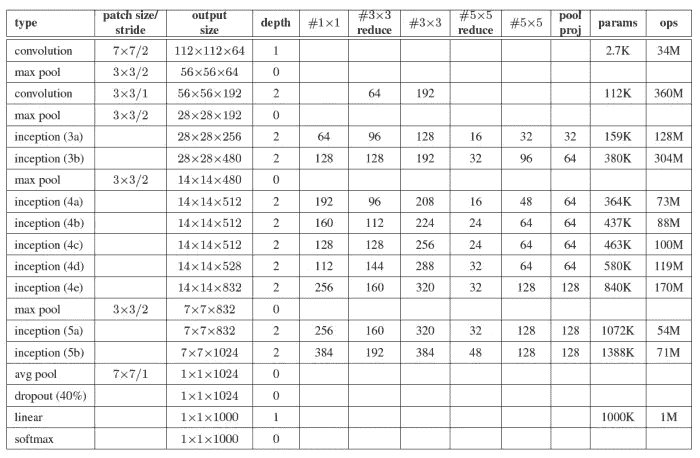 type patch size/ stride output size depth #1×1 #3×3 reduce #3×3 #5×5 reduce #5×5 pool proj params ops
convolution 7×7/2 112×112×64 1 2.7K 34M
max pool 3×3/2 56×56×64 0
convolution 3×3/1 56×56×192 2 64 192 112K 360M
max pool 3×3/2 28×28×192 0
inception (3a) 28×28×256 2 64 96 128 16 32 32 159K 128M
inception (3b) 28×28×480 2 128 128 192 32 96 64 380K 304M
max pool 3×3/2 14×14×480 0
inception (4a) 14×14×512 2 192 96 208 16 48 64 364K 73M
inception (4b) 14×14×512 2 160 112 224 24 64 64 437K 88M
inception (4c) 14×14×512 2 128 128 256 24 64 64 463K 100M
inception (4d) 14×14×528 2 112 144 288 32 64 64 580K 119M
inception (4e) 14×14×832 2 256 160 320 32 128 128 840K 170M
max pool 3×3/2 7×7×832 0
inception (5a) 7×7×832 2 256 160 320 32 128 128 1072K 54M
inception (5b) 7×7×1024 2 384 192 384 48 128 128 1388K 71M
avg pool 7×7/1 1×1×1024 0
dropout (40%) 1×1×1024 0
linear 1×1×1000 1 1000K 1M
softmax 1×1×1000 0